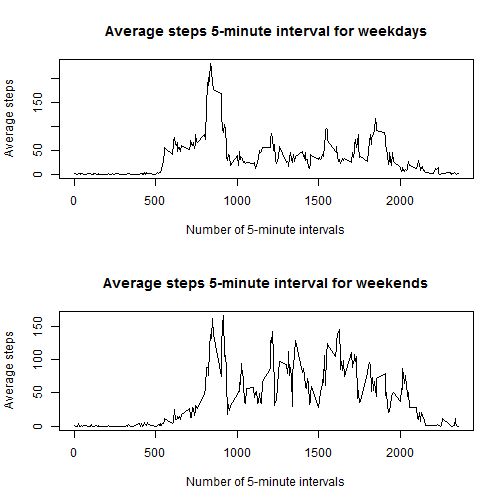 Average steps 5-minute interval for weekdays
Average steps
150
50
0
0
500
1000
1500
2000
Number of 5-minute intervals
Average steps 5-minute interval for weekends
Average steps
150
100
50
0
0
500
1000
1500
2000
Number of 5-minute intervals